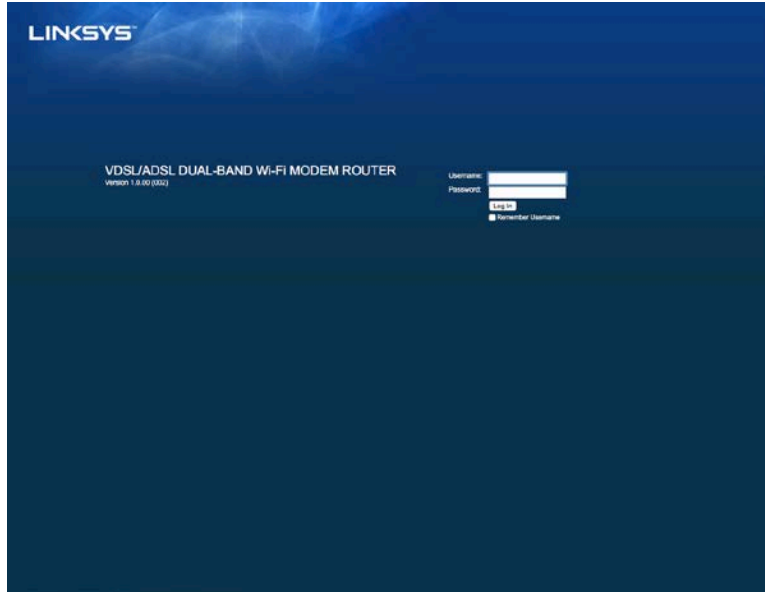 LINKSYS™
VDSL/ADSL DUAL-BAND Wi-Fi MODEM ROUTER
Version 1.0.00 (002)
Username:
Password:
Log In
Remember Username